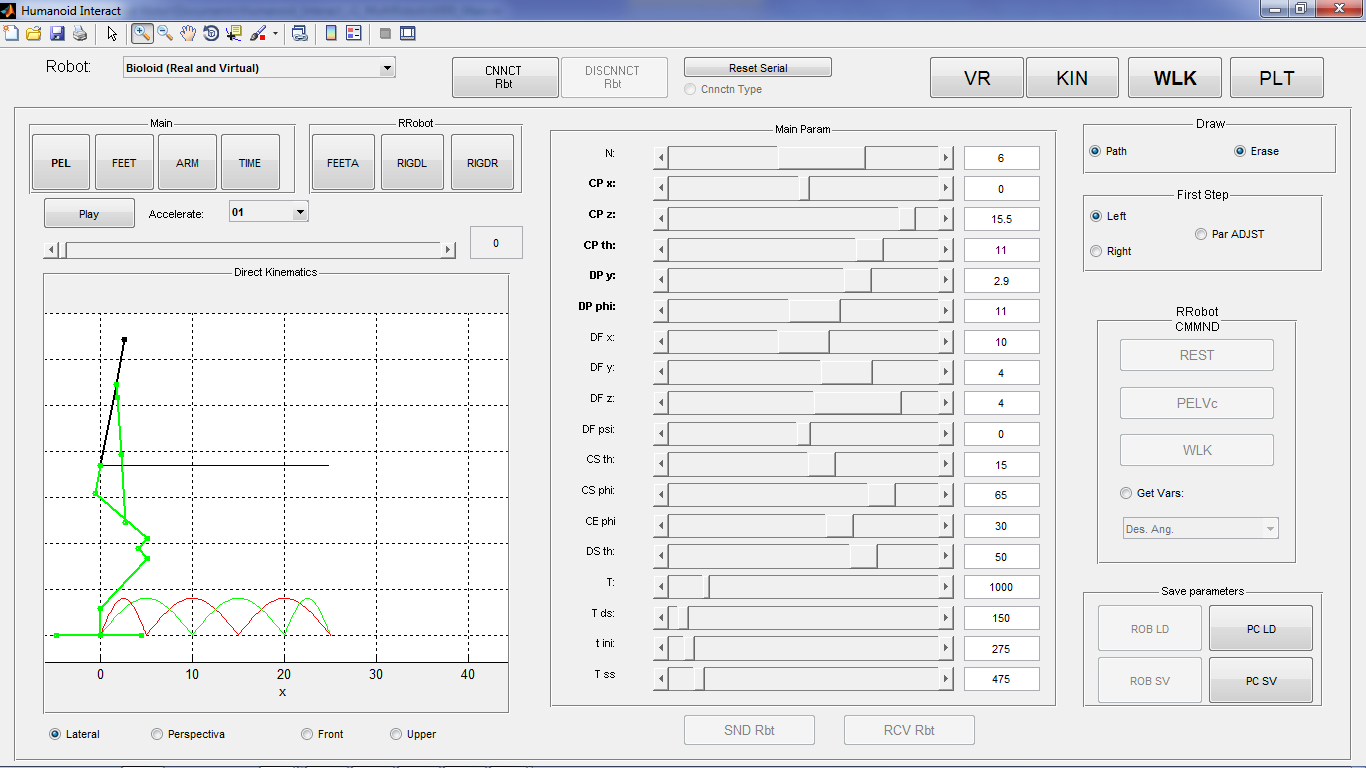 Humanoid Interact
Robot:
Bioloid (Real and Virtual)
CNNCT
Rbt
DISCNNCT
Rbt
Reset Serial
Cnnctn Type
VR
KIN
WLK
PLT
Main
PEL
FEET
ARM
TIME
RRobot
FEETA
RIGDL
RIGDR
Play
Accelerate:
01
0
Direct Kinematics
0
10
20
30
40
x
Lateral
Perspectiva
Front
Upper
Main Param
N:
6
CP x:
0
CP z:
15.5
CP th:
11
DP y:
2.9
DP phi:
11
DF x:
10
DF y:
4
DF z:
4
DF psi:
0
CS th:
15
CS phi:
65
CE phi
30
DS th:
50
T:
1000
T ds:
150
t ini:
275
T ss
475
SND Rbt
RCV Rbt
Draw
Path
Erase
First Step
Left
Par ADJST
Right
RRobot
CMMND
REST
PELVc
WLK
Get Vars:
Des. Ang.
Save parameters
ROB LD
PC LD
ROB SV
PC SV